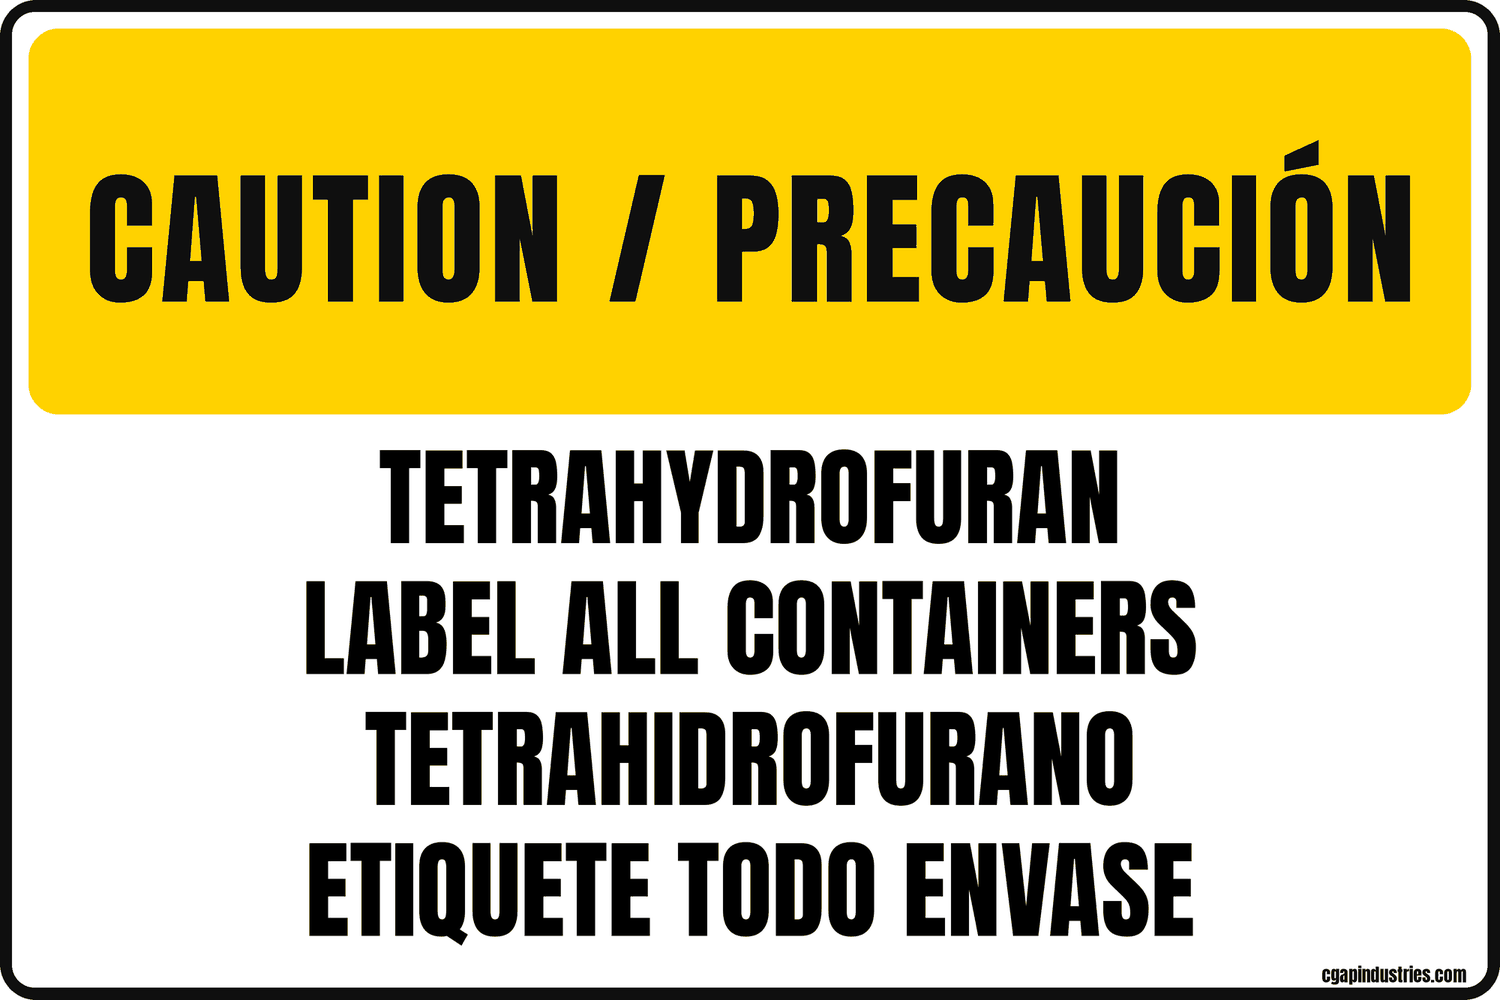 CAUTION / PRECAUCIÓN
TETRAHYDROFURAN
LABEL ALL CONTAINERS
TETRAHIDROFURANO
ETIQUETE TODO ENVASE
cgapindustries.com